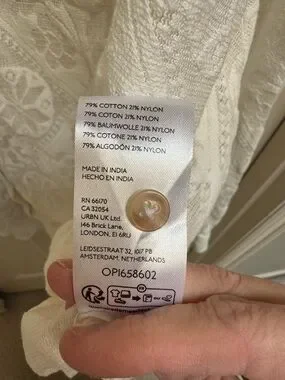 79% COTTON 21% NYLON
79% COTON 21% NYLON
79% BAUMWOLLE 21% NYLON
79% COTONE 21% NYLON
79% ALGODÓN 21% NYLON
MADE IN INDIA
HECHO EN INDIA
RN 66170
CA 32054
URBN UK Ltd.
146 Brick Lane,
LONDON, E1 6RU
LEIDSESTRAAT 32, 1017 PB
AMSTERDAM, NETHERLANDS
OP1658602
FR